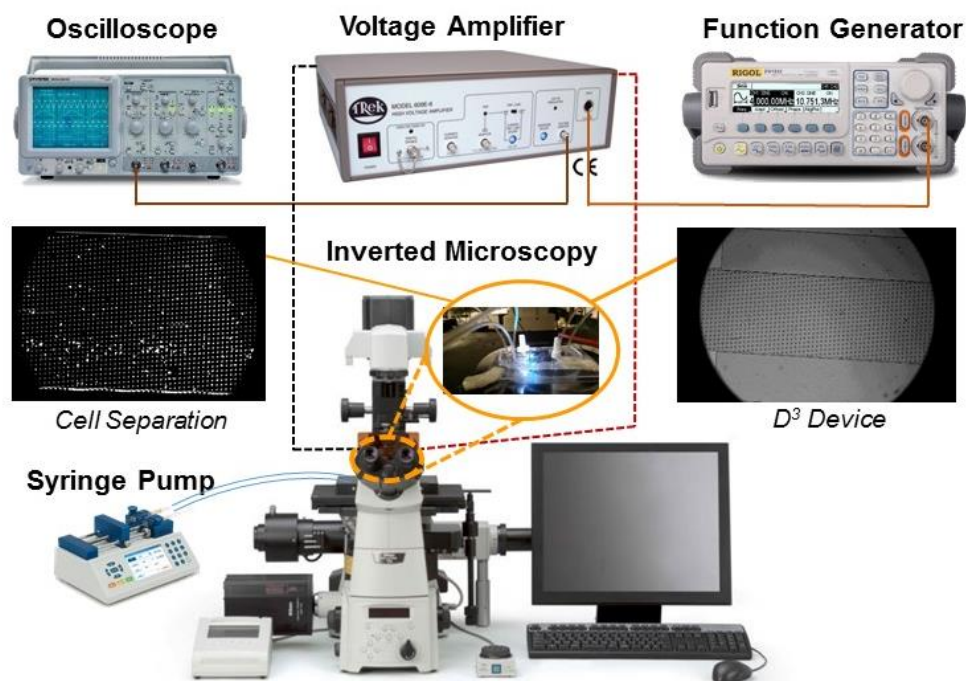 Oscilloscope
Voltage Amplifier
Function Generator
TREK
MODEL 609E-6
HIGH VOLTAGE AMPLIFIER
RIGOL
CE
Inverted Microscopy
Cell Separation
D³ Device
Syringe Pump